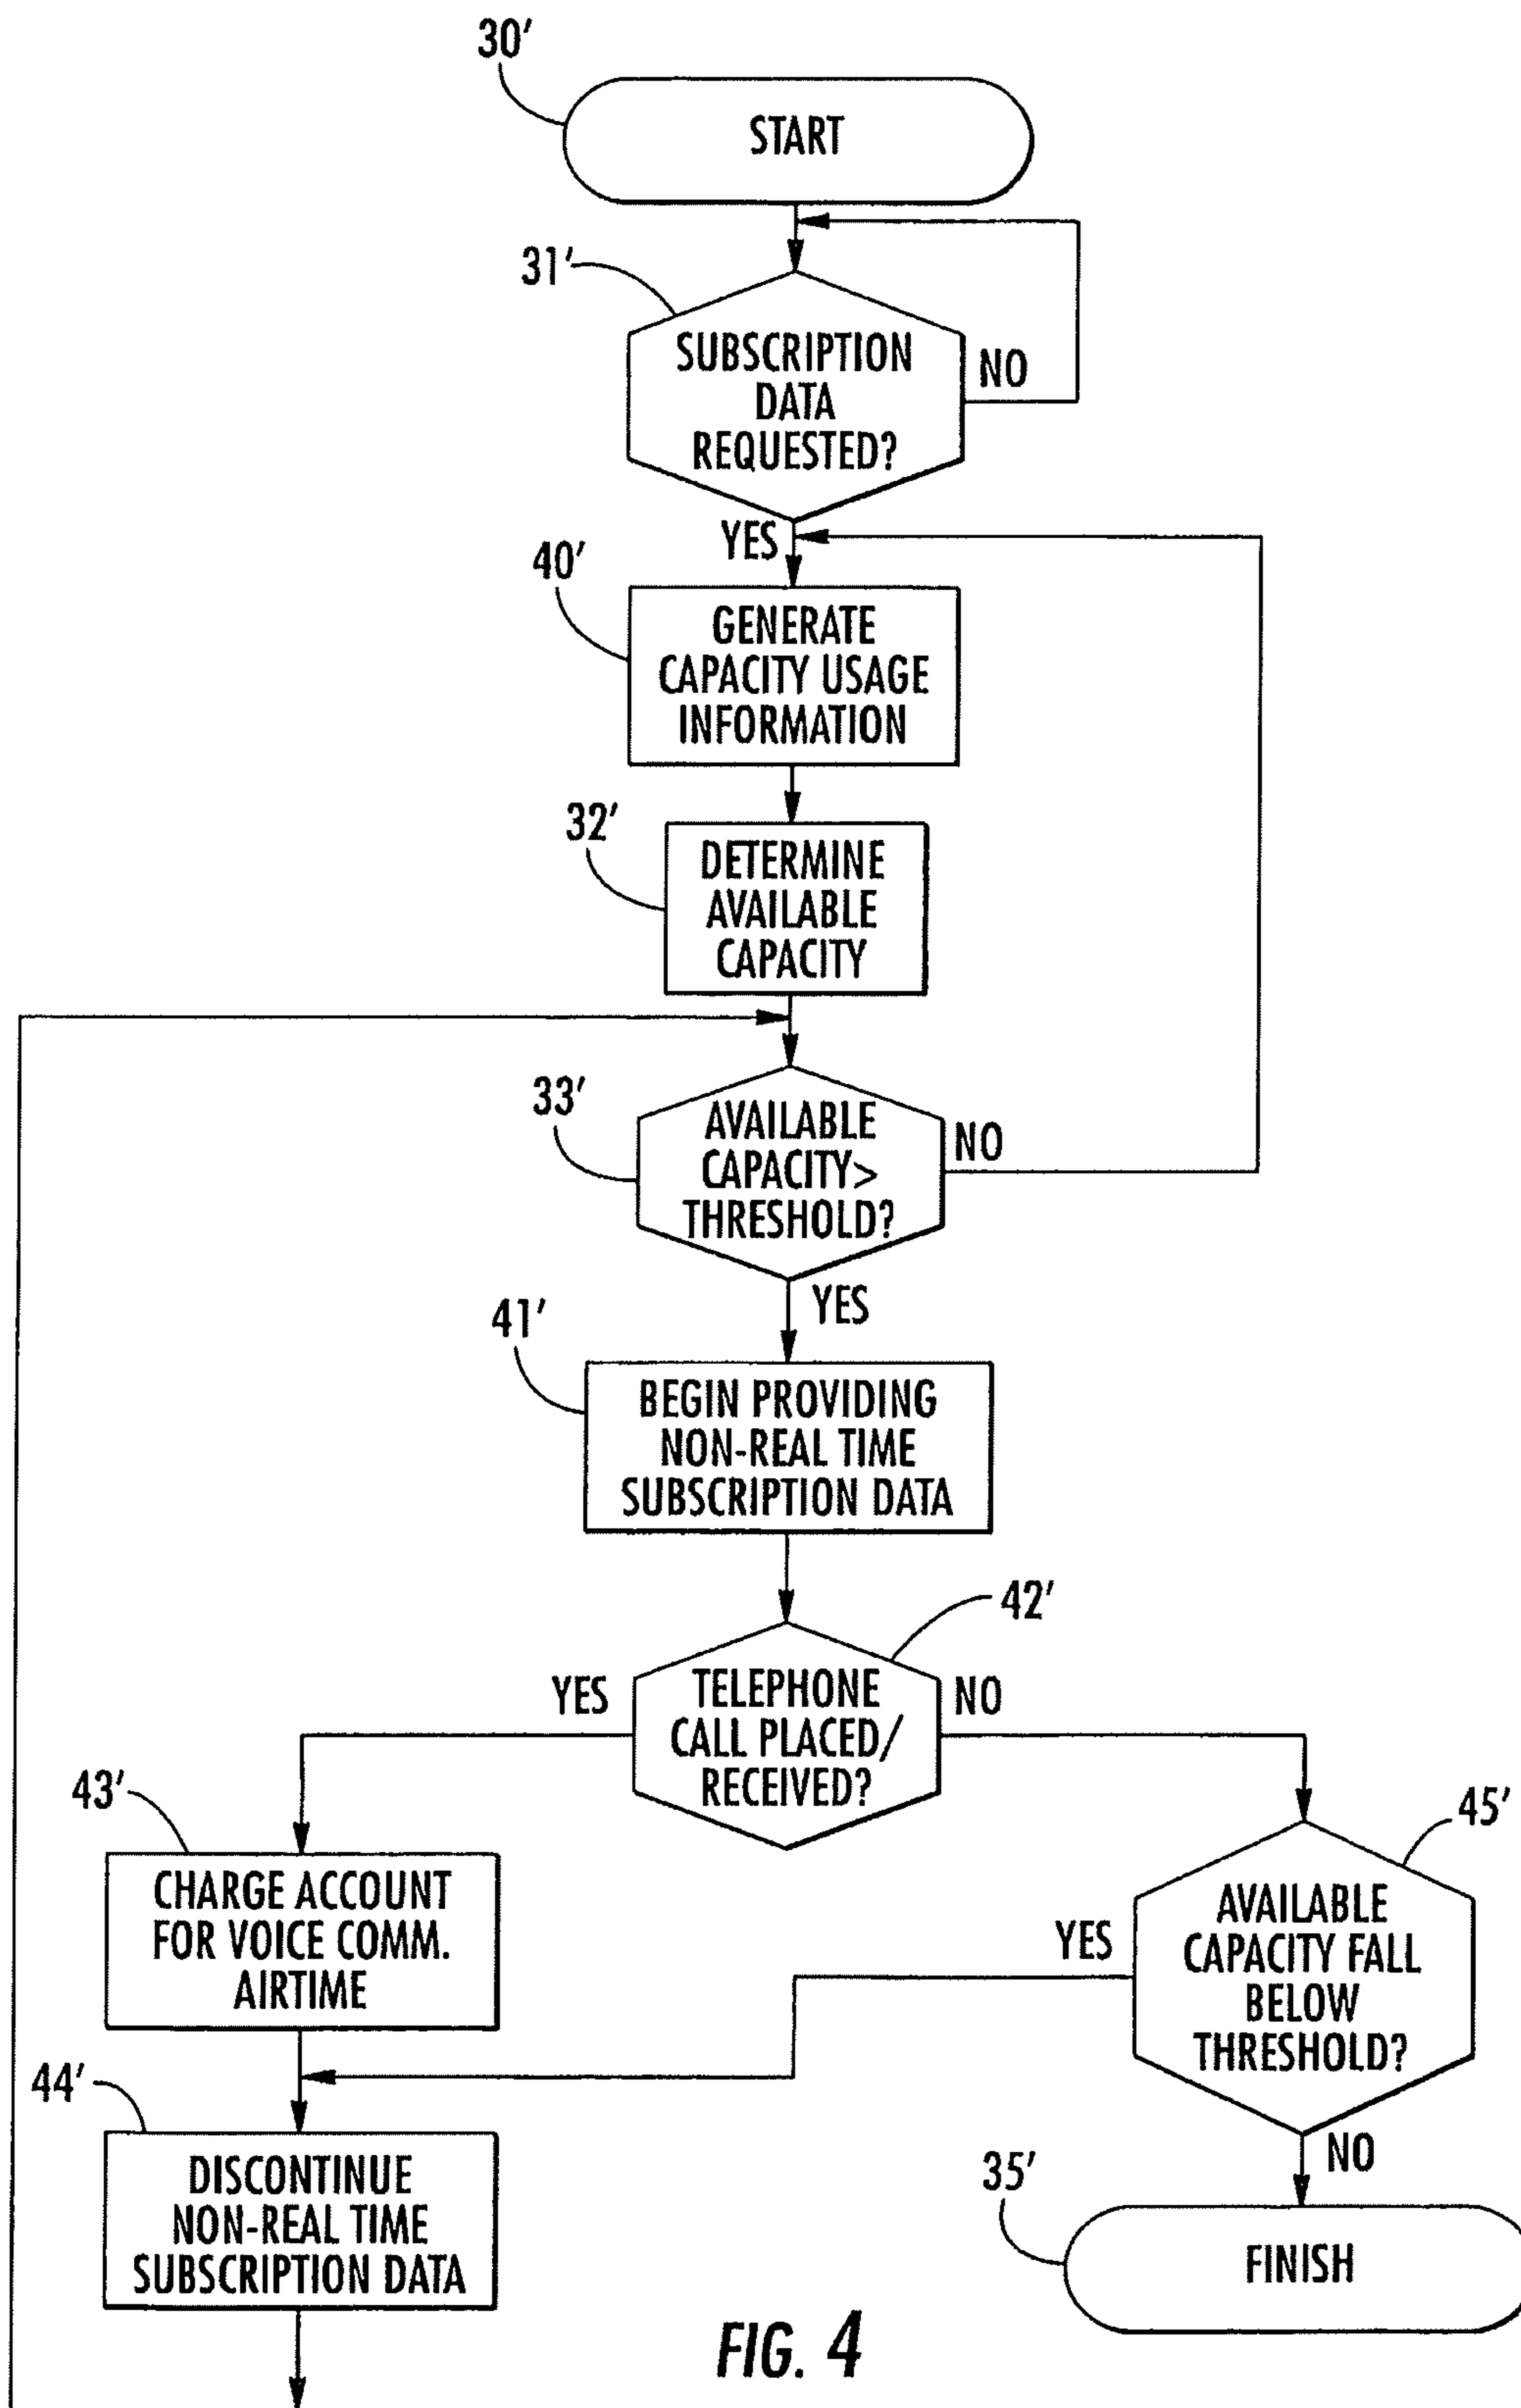 30'
START
31'
SUBSCRIPTION
DATA
REQUESTED?
NO
YES
40'
GENERATE
CAPACITY USAGE
INFORMATION
32'
DETERMINE
AVAILABLE
CAPACITY
33'
AVAILABLE
CAPACITY>
THRESHOLD?
NO
YES
41'
BEGIN PROVIDING
NON-REAL TIME
SUBSCRIPTION DATA
42'
YES
TELEPHONE
CALL PLACED/
RECEIVED?
NO
43'
CHARGE ACCOUNT
FOR VOICE COMM.
AIRTIME
45'
YES
AVAILABLE
CAPACITY FALL
BELOW
THRESHOLD?
44'
DISCONTINUE
NON-REAL TIME
SUBSCRIPTION DATA
NO
35'
FINISH
FIG. 4